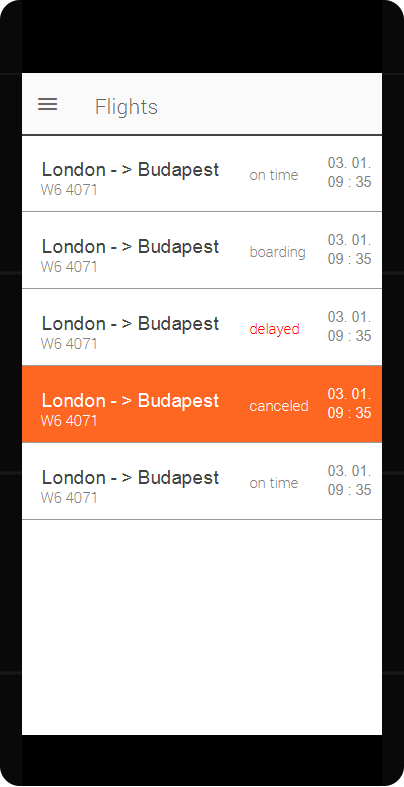 Flights
London - > Budapest
W6 4071
on time
03. 01.
09 : 35
London - > Budapest
W6 4071
boarding
03. 01.
09 : 35
London - > Budapest
W6 4071
delayed
03. 01.
09 : 35
London - > Budapest
W6 4071
canceled
03. 01.
09 : 35
London - > Budapest
W6 4071
on time
03. 01.
09 : 35